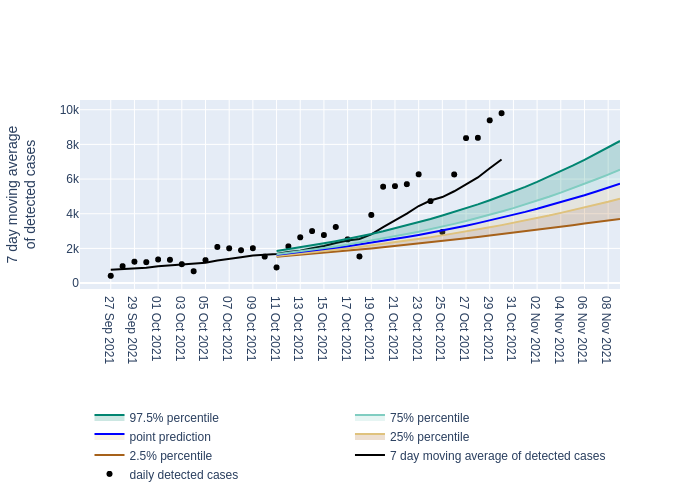 7 day moving average
of detected cases
10k
8k
6k
4k
2k
0
27 Sep 2021
29 Sep 2021
01 Oct 2021
03 Oct 2021
05 Oct 2021
07 Oct 2021
09 Oct 2021
11 Oct 2021
13 Oct 2021
15 Oct 2021
17 Oct 2021
19 Oct 2021
21 Oct 2021
23 Oct 2021
25 Oct 2021
27 Oct 2021
29 Oct 2021
31 Oct 2021
02 Nov 2021
04 Nov 2021
06 Nov 2021
08 Nov 2021
97.5% percentile
75% percentile
point prediction
25% percentile
2.5% percentile
7 day moving average of detected cases
daily detected cases